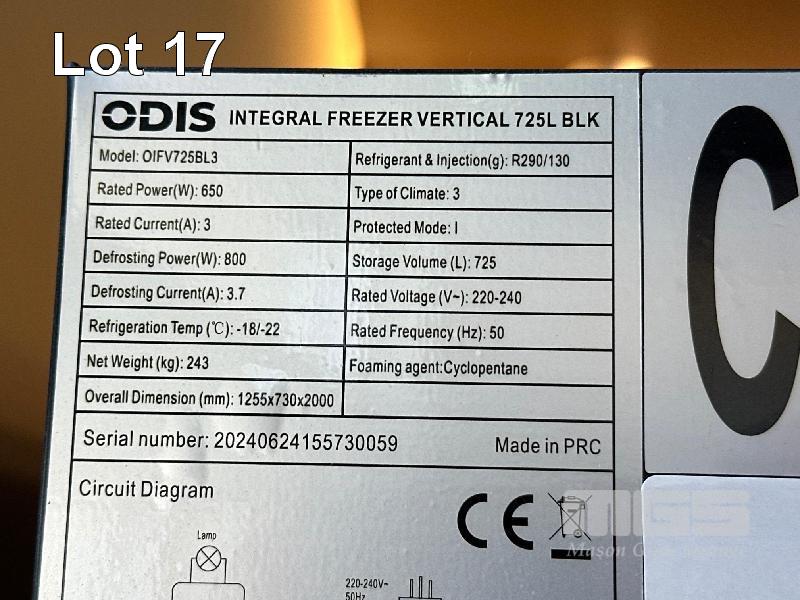 Lot 17
ODIS INTEGRAL FREEZER VERTICAL 725L BLK
Model: OIFV725BL3
Refrigerant & Injection(g): R290/130
Rated Power(W): 650
Type of Climate: 3
Rated Current(A): 3
Protected Mode: I
Defrosting Power(W): 800
Storage Volume (L): 725
Defrosting Current(A): 3.7
Rated Voltage (V~): 220-240
Refrigeration Temp (℃): -18/-22
Rated Frequency (Hz): 50
Net Weight (kg): 243
Foaming agent:Cyclopentane
Overall Dimension (mm): 1255x730x2000
Serial number: 20240624155730059
Made in PRC
Circuit Diagram
CE
Lamp
220-240V~
50Hz
C
MGS
Mason